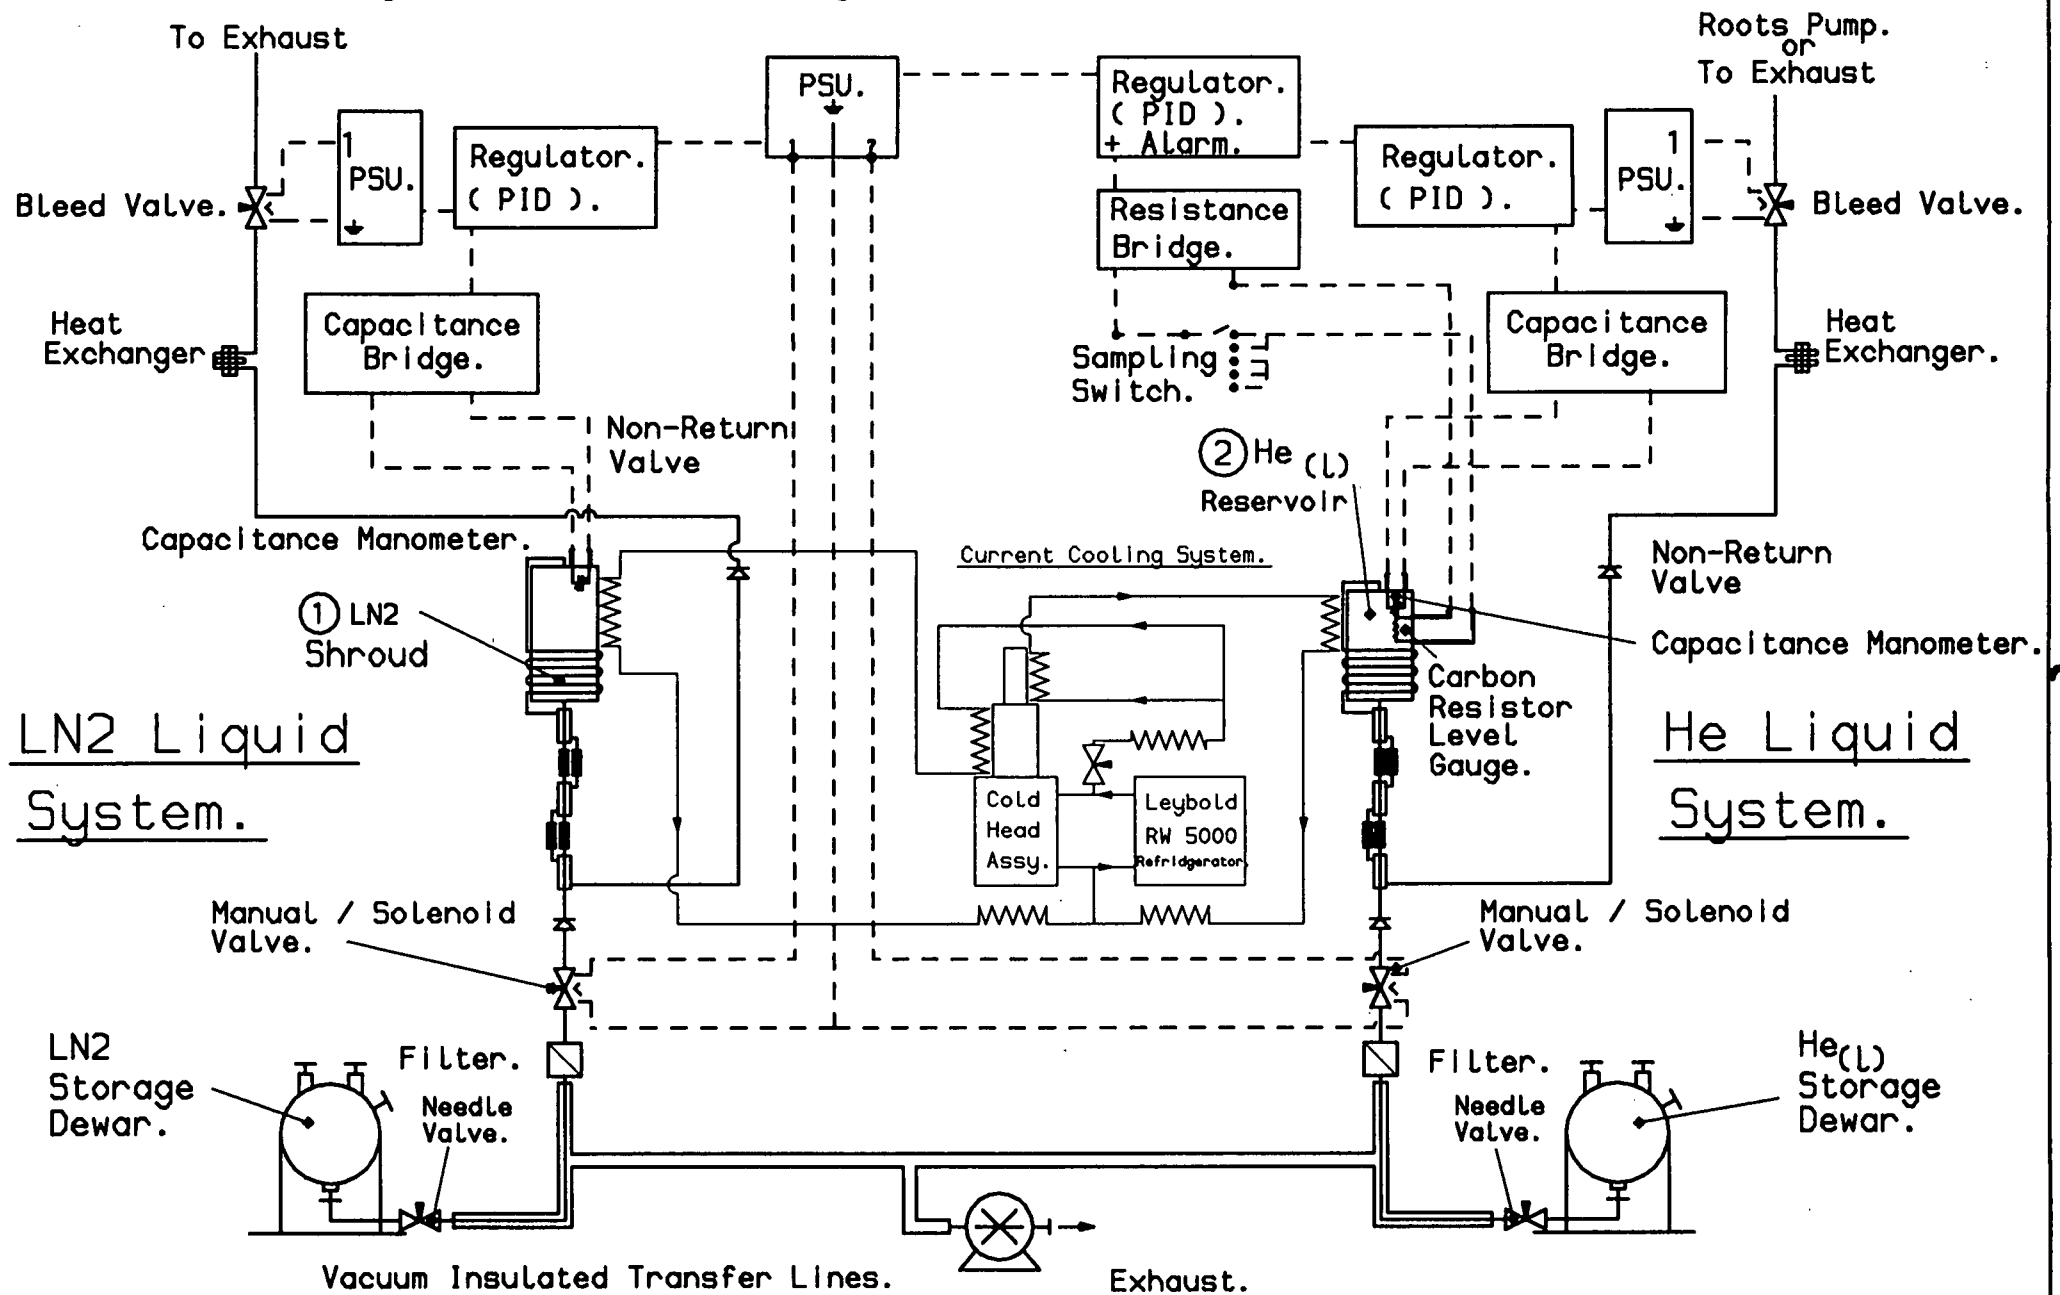 To Exhaust
Roots Pump.
or
To Exhaust
PSU.
1
2
Regulator.
( PID ).
+ Alarm.
1
PSU.
Regulator.
( PID ).
Regulator.
( PID ).
1
PSU.
Bleed Valve.
Bleed Valve.
Resistance
Bridge.
Heat
Exchanger
Capacitance
Bridge.
Sampling
Switch.
Capacitance
Bridge.
Heat
Exchanger.
Non-Return
Valve
2 He (l)
Reservoir
Capacitance Manometer.
Current Cooling System.
Non-Return
Valve
1 LN2
Shroud
Capacitance Manometer.
Carbon
Resistor
Level
Gauge.
LN2 Liquid
System.
He Liquid
System.
Cold
Head
Assy.
Leybold
RW 5000
Refridgerator
Manual / Solenoid
Valve.
Manual / Solenoid
Valve.
LN2
Storage
Dewar.
Filter.
Needle
Valve.
Filter.
Needle
Valve.
He(l)
Storage
Dewar.
Vacuum Insulated Transfer Lines.
Exhaust.